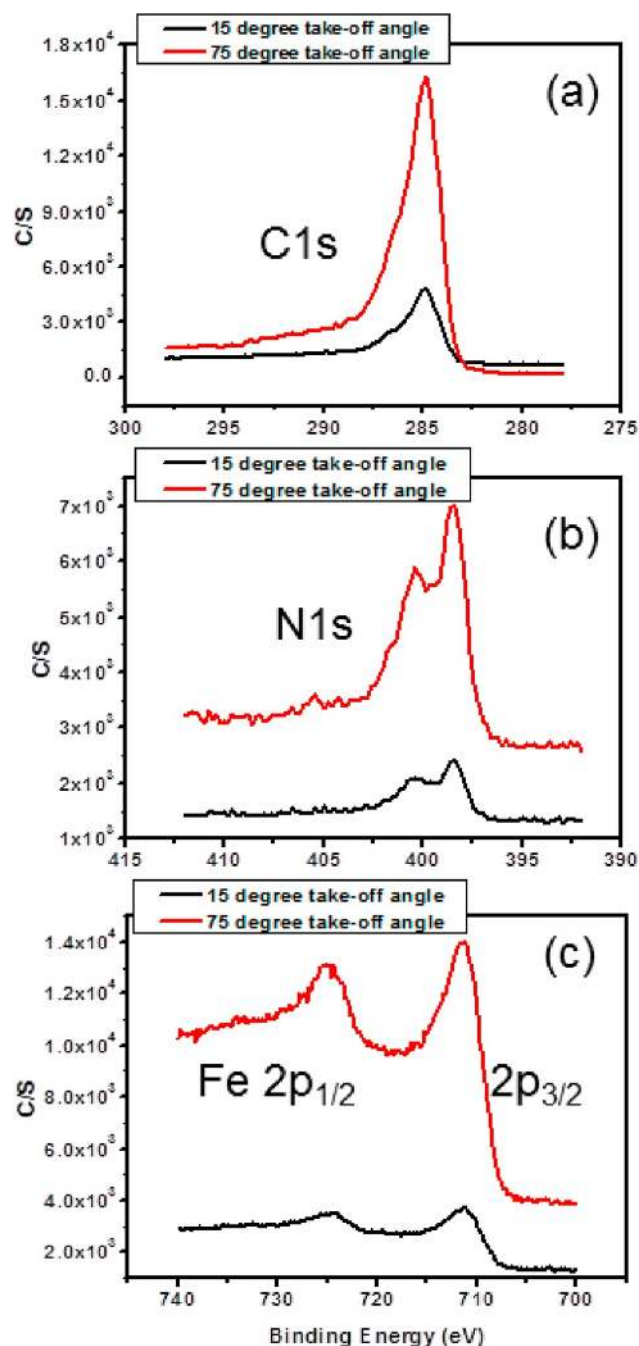 15 degree take-off angle
75 degree take-off angle
1.8x10⁴
1.6x10⁴
1.2x10⁴
9.0x10³
6.0x10³
3.0x10³
0.0
C/S
(a)
C1s
300 295 290 285 280 275
15 degree take-off angle
75 degree take-off angle
7x10³
6x10³
5x10³
4x10³
3x10³
2x10³
1x10³
C/S
(b)
N1s
415 410 405 400 395 390
15 degree take-off angle
75 degree take-off angle
1.4x10⁴
1.2x10⁴
1.0x10⁴
8.0x10³
6.0x10³
4.0x10³
2.0x10³
C/S
(c)
Fe 2p1/2 2p3/2
740 730 720 710 700
Binding Energy (eV)